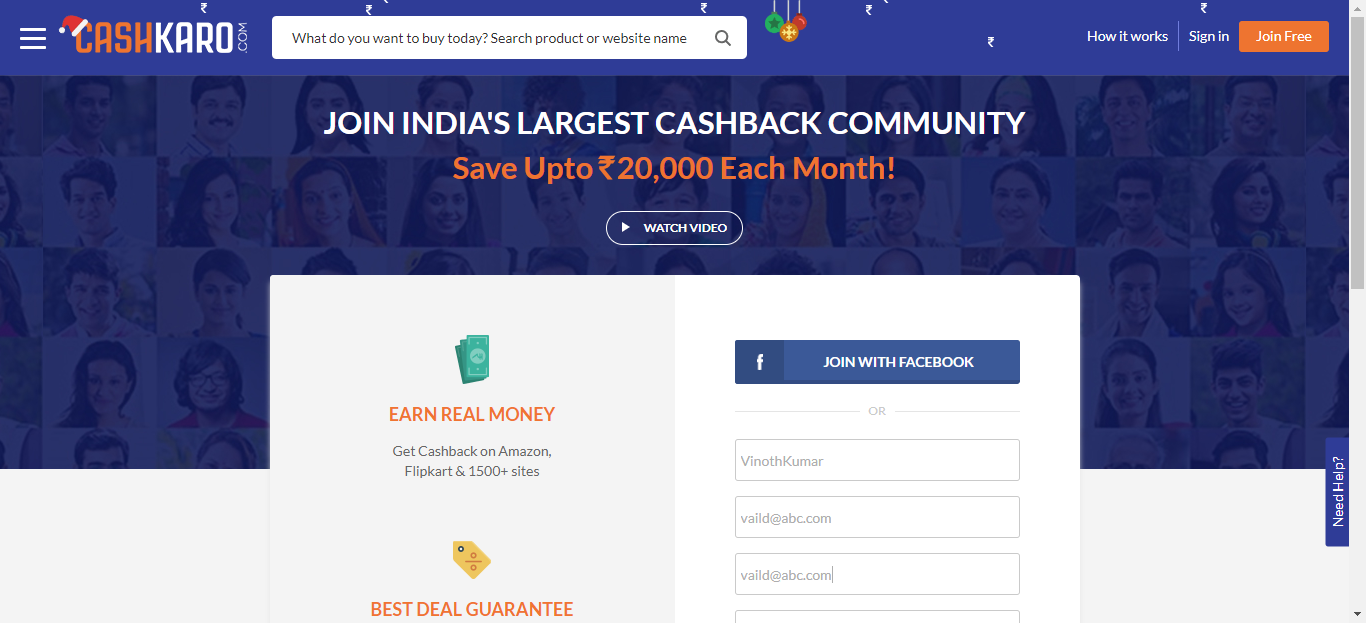 ₹ ₹ ₹ ₹ ₹
CASHKARO.COM
What do you want to buy today? Search product or website name
₹
How it works
Sign in
Join Free
JOIN INDIA'S LARGEST CASHBACK COMMUNITY
Save Upto ₹20,000 Each Month!
WATCH VIDEO
EARN REAL MONEY
Get Cashback on Amazon,
Flipkart & 1500+ sites
BEST DEAL GUARANTEE
f JOIN WITH FACEBOOK
OR
VinothKumar
vaild@abc.com
vaild@abc.com
Need Help?